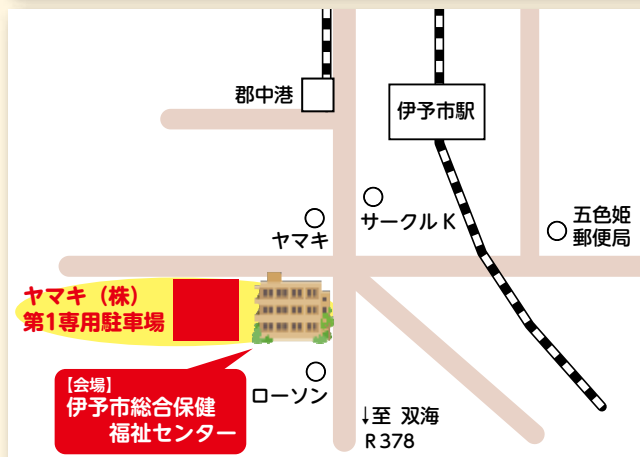 郡中港
伊予市駅
サークルK
ヤマキ
五色姫
郵便局
ヤマキ（株）
第1専用駐車場
【会場】
伊予市総合保健
福祉センター
ローソン
↓至 双海
R378